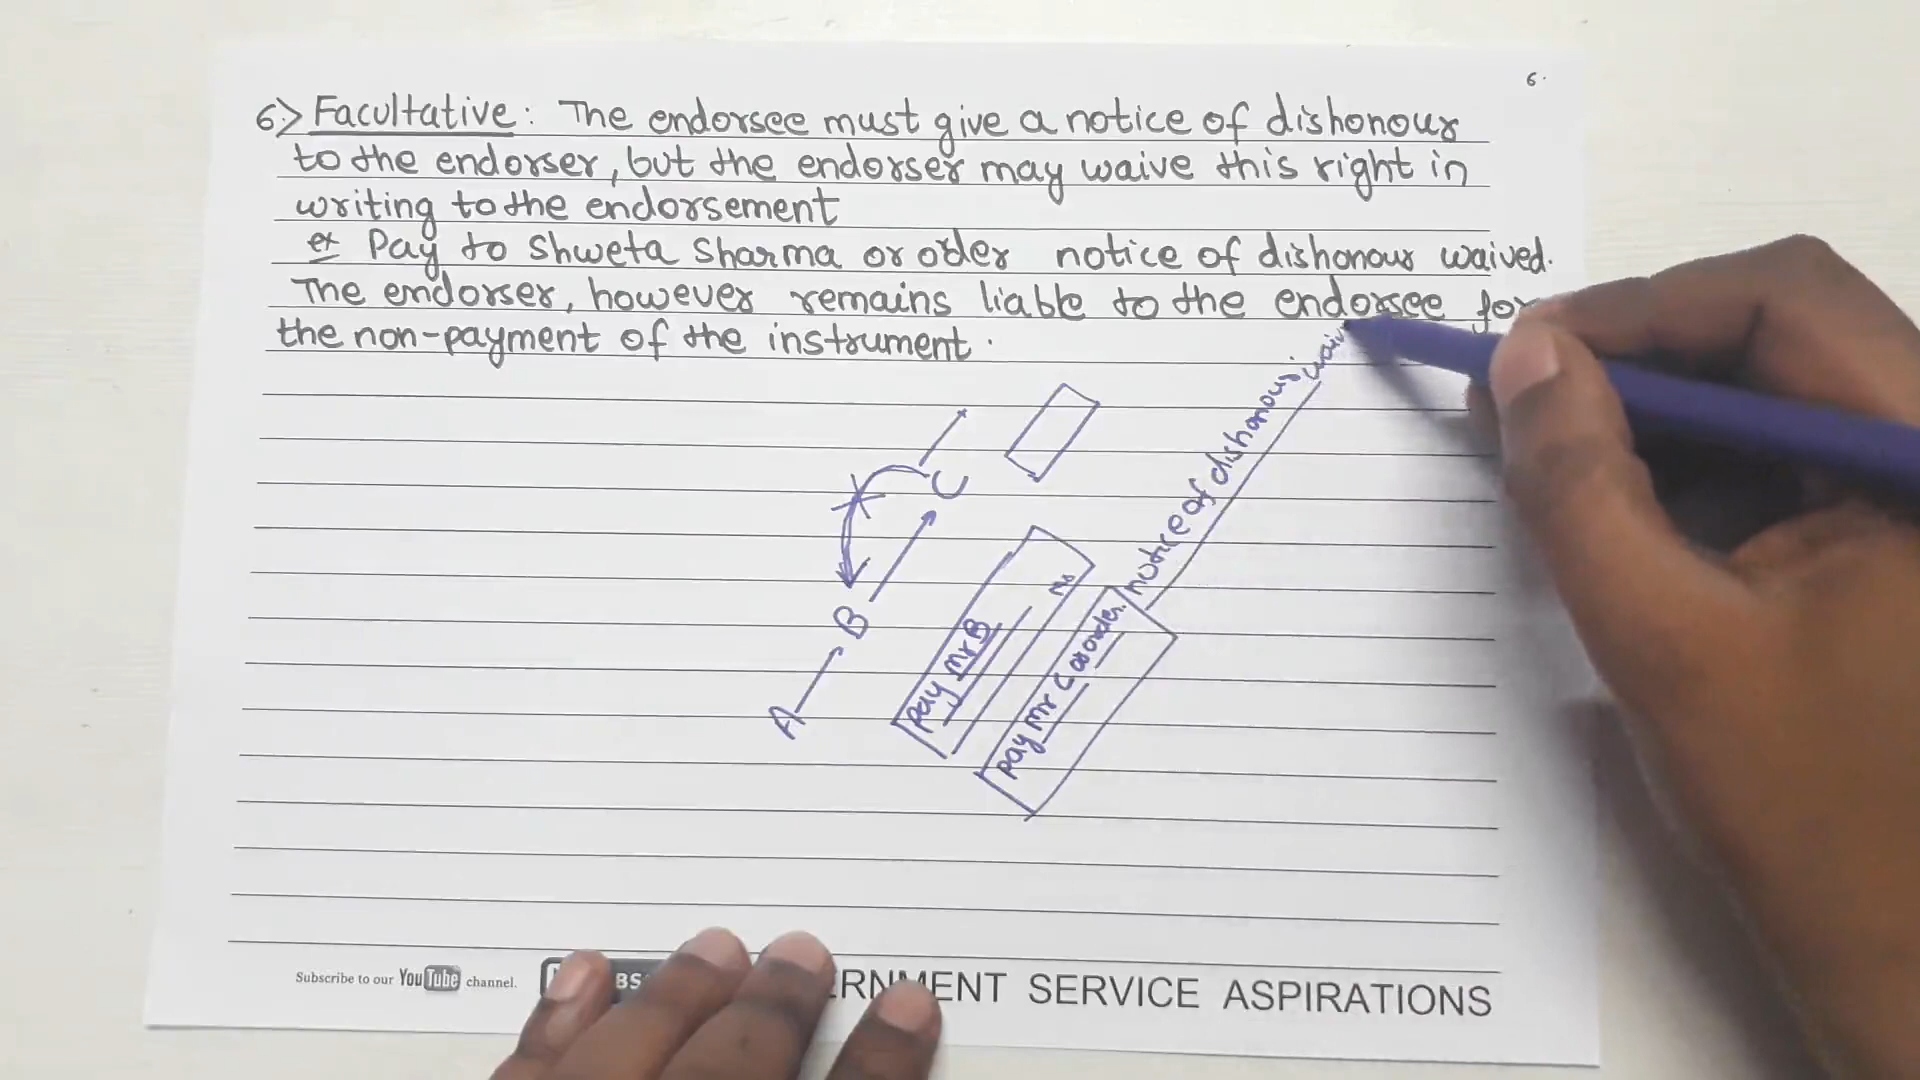 6.
6.> Facultative : The endorsee must give a notice of dishonour
to the endorser, but the endorser may waive this right in
writing to the endorsement
ex Pay to Shweta Sharma or order notice of dishonour waived.
The endorser, however remains liable to the endorsee for
the non-payment of the instrument.
C
B
A
pay Mr B
pay Mr C or order
notice of dishonour waiv
Subscribe to our YouTube channel.
ERNMENT SERVICE ASPIRATIONS